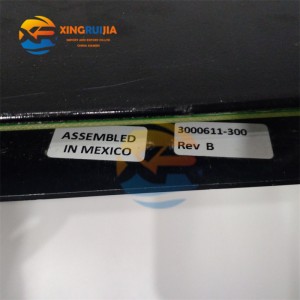 XINGRUIJIA
ASSEMBLED
IN MEXICO
3000611-300
Rev B